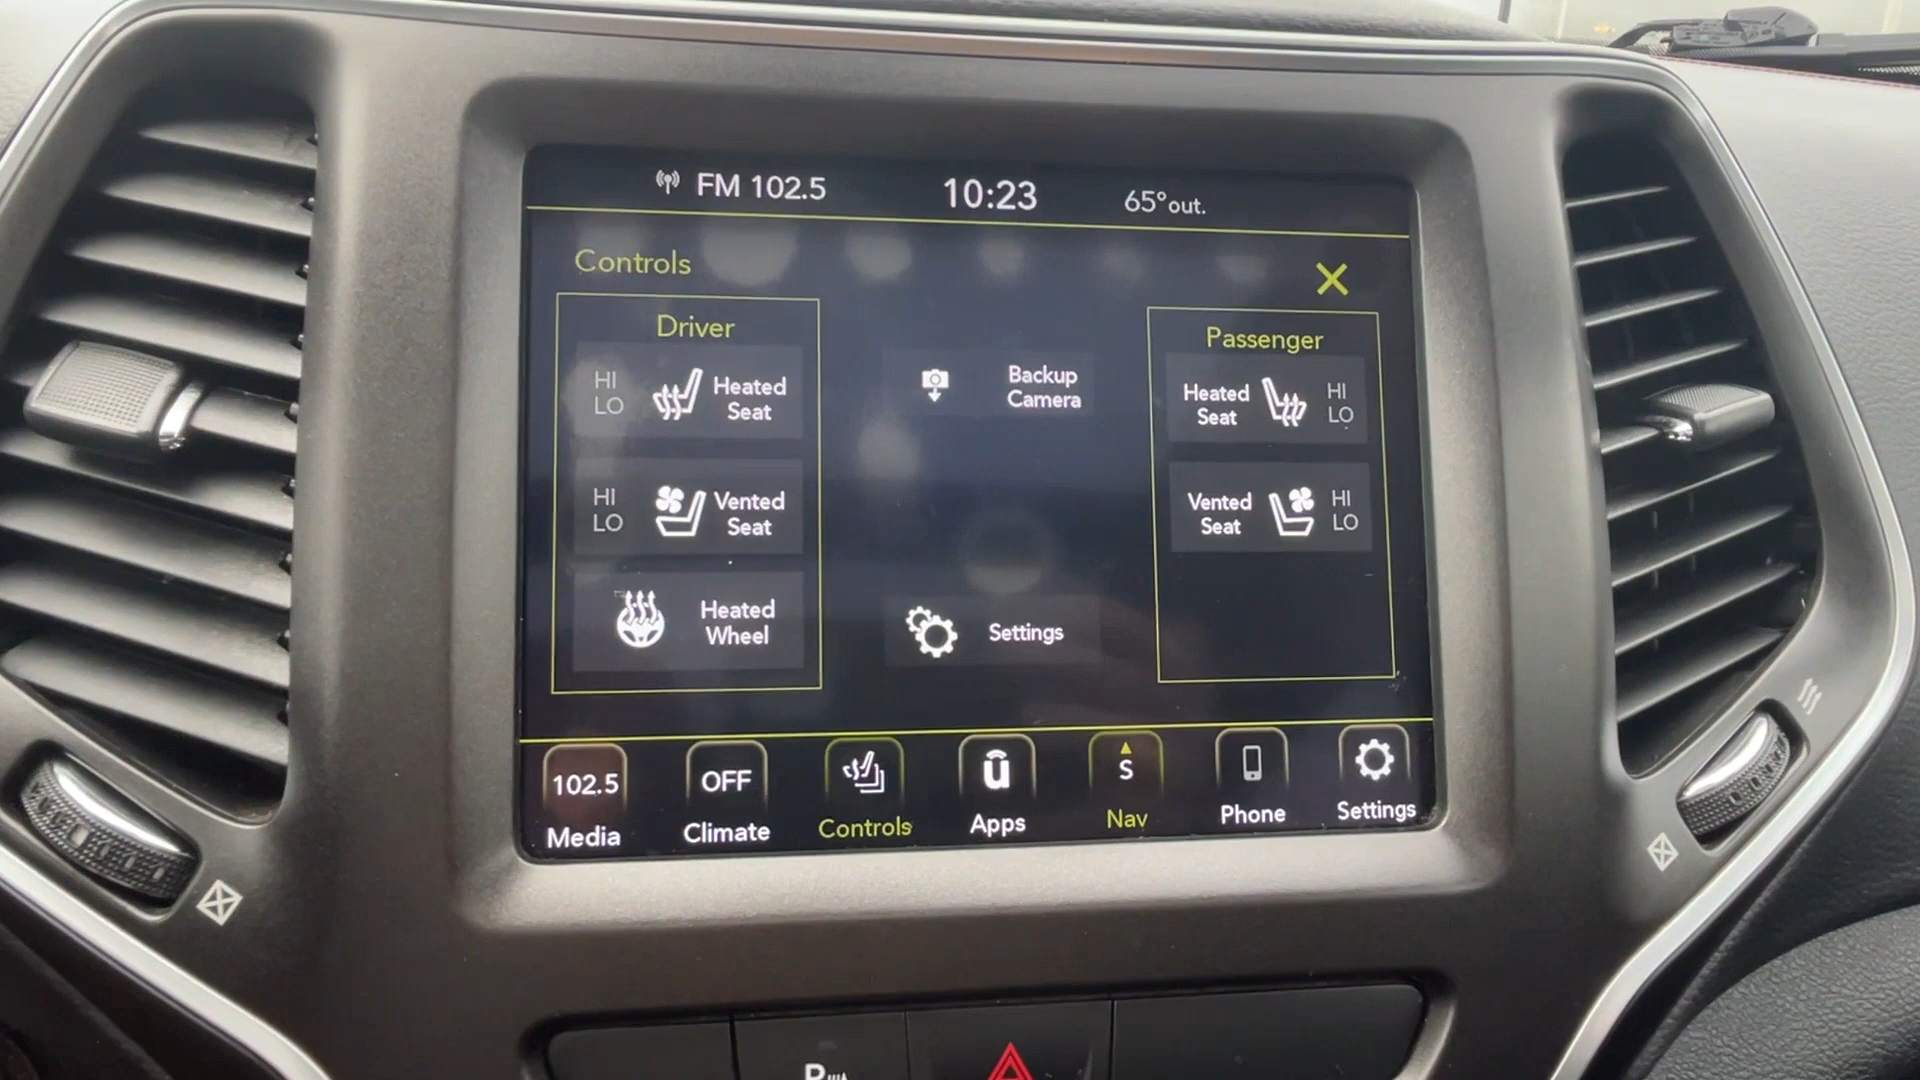 FM 102.5
10:23
65°out.
Controls
Driver
HI
LO
Heated
Seat
HI
LO
Vented
Seat
Heated
Wheel
Backup
Camera
Settings
Passenger
Heated
Seat
HI
LO
Vented
Seat
HI
LO
102.5
Media
OFF
Climate
Controls
Apps
S
Nav
Phone
Settings
P